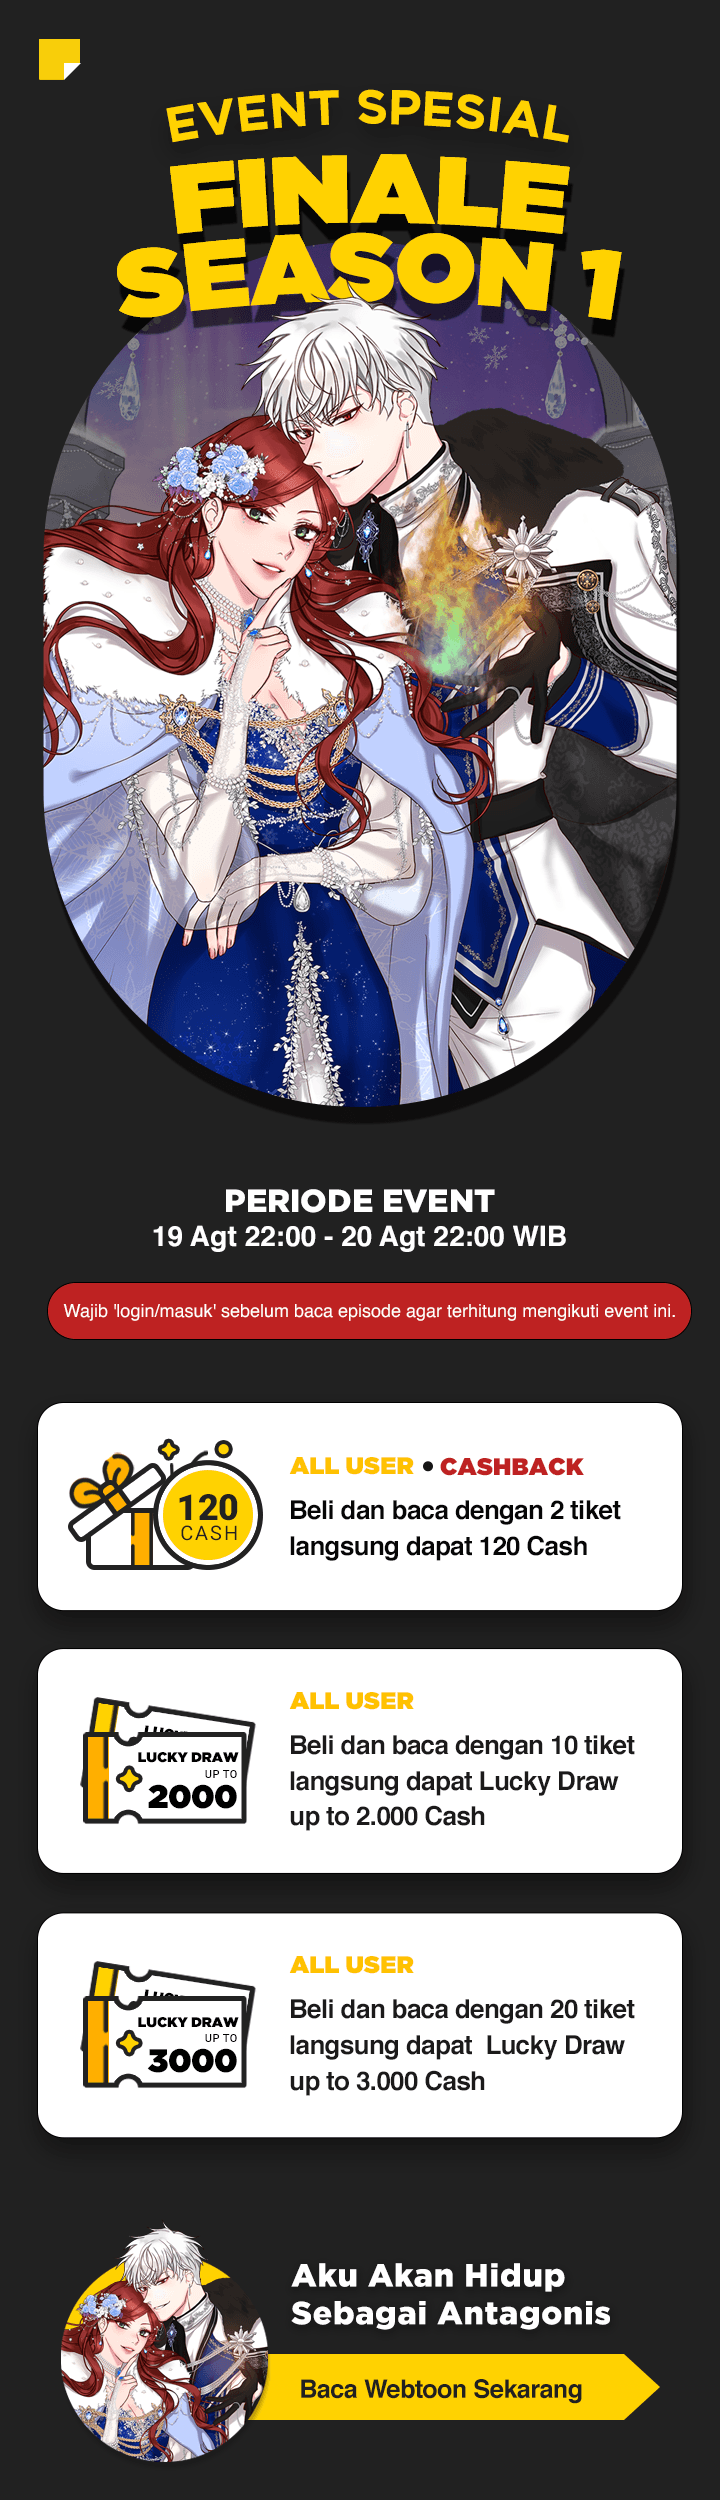 EVENT SPESIAL
FINALE
SEASON 1
PERIODE EVENT
19 Agt 22:00 - 20 Agt 22:00 WIB
Wajib 'login/masuk' sebelum baca episode agar terhitung mengikuti event ini.
120
CASH
ALL USER • CASHBACK
Beli dan baca dengan 2 tiket
langsung dapat 120 Cash
LUCKY DRAW
UP TO
2000
ALL USER
Beli dan baca dengan 10 tiket
langsung dapat Lucky Draw
up to 2.000 Cash
LUCKY DRAW
UP TO
3000
ALL USER
Beli dan baca dengan 20 tiket
langsung dapat Lucky Draw
up to 3.000 Cash
Aku Akan Hidup
Sebagai Antagonis
Baca Webtoon Sekarang